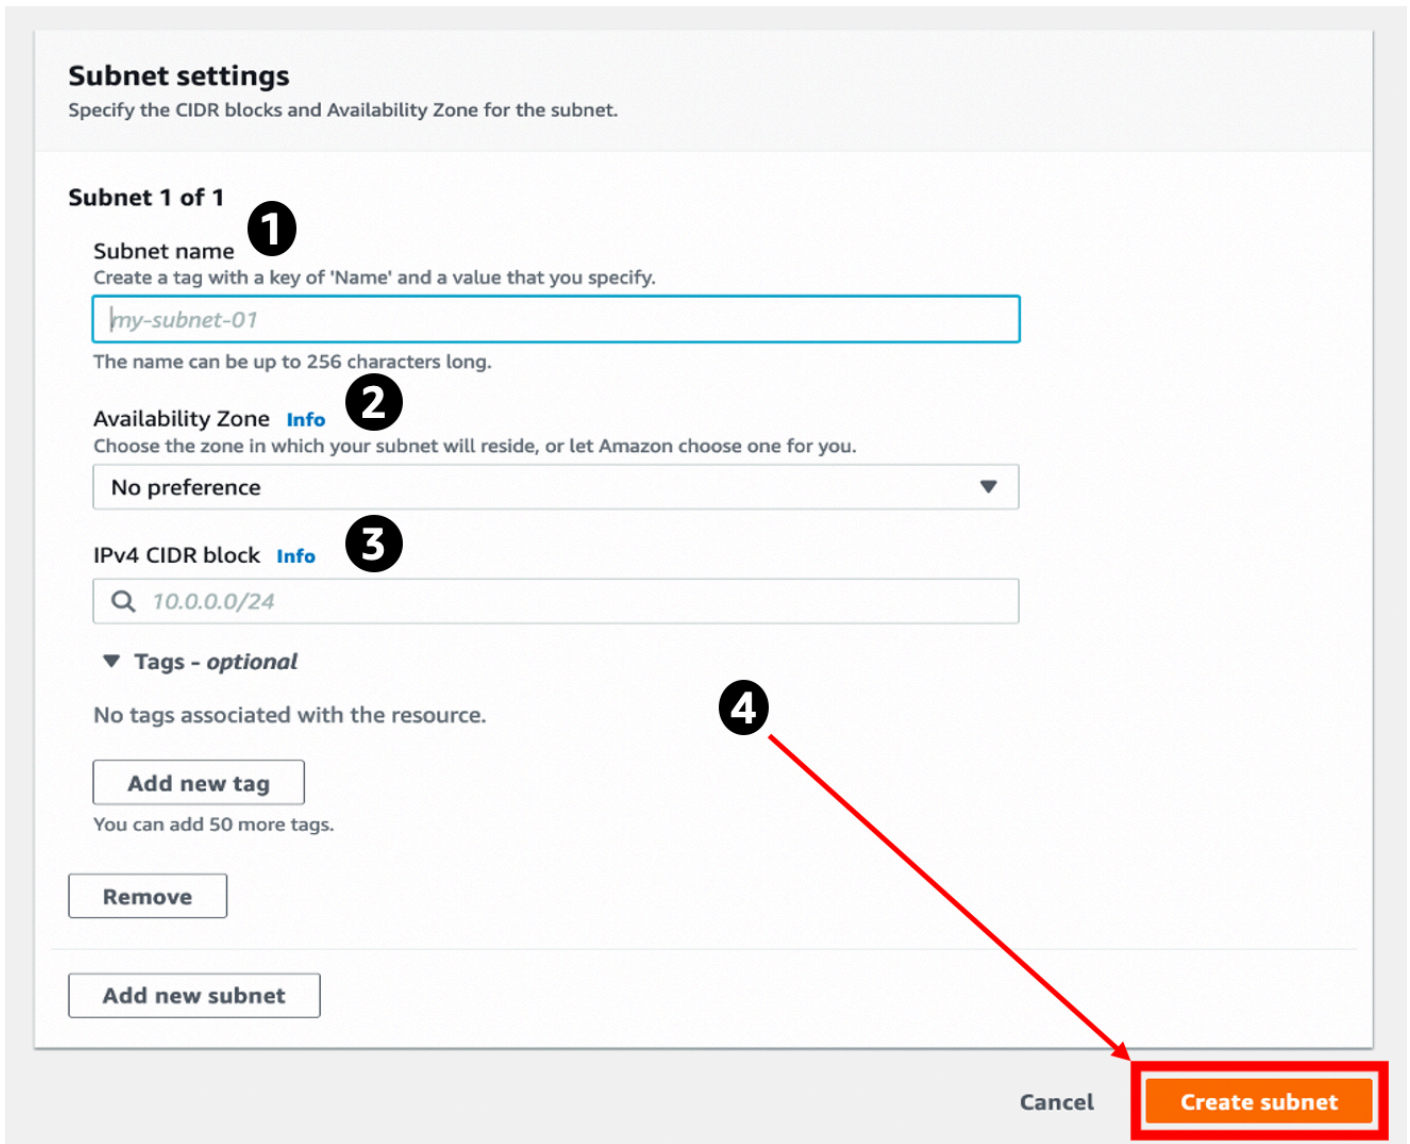 Subnet settings
Specify the CIDR blocks and Availability Zone for the subnet.
Subnet 1 of 1
1
Subnet name
Create a tag with a key of 'Name' and a value that you specify.
my-subnet-01
The name can be up to 256 characters long.
2
Availability Zone Info
Choose the zone in which your subnet will reside, or let Amazon choose one for you.
No preference
3
IPv4 CIDR block Info
10.0.0.0/24
Tags - optional
No tags associated with the resource.
4
Add new tag
You can add 50 more tags.
Remove
Add new subnet
Cancel
Create subnet